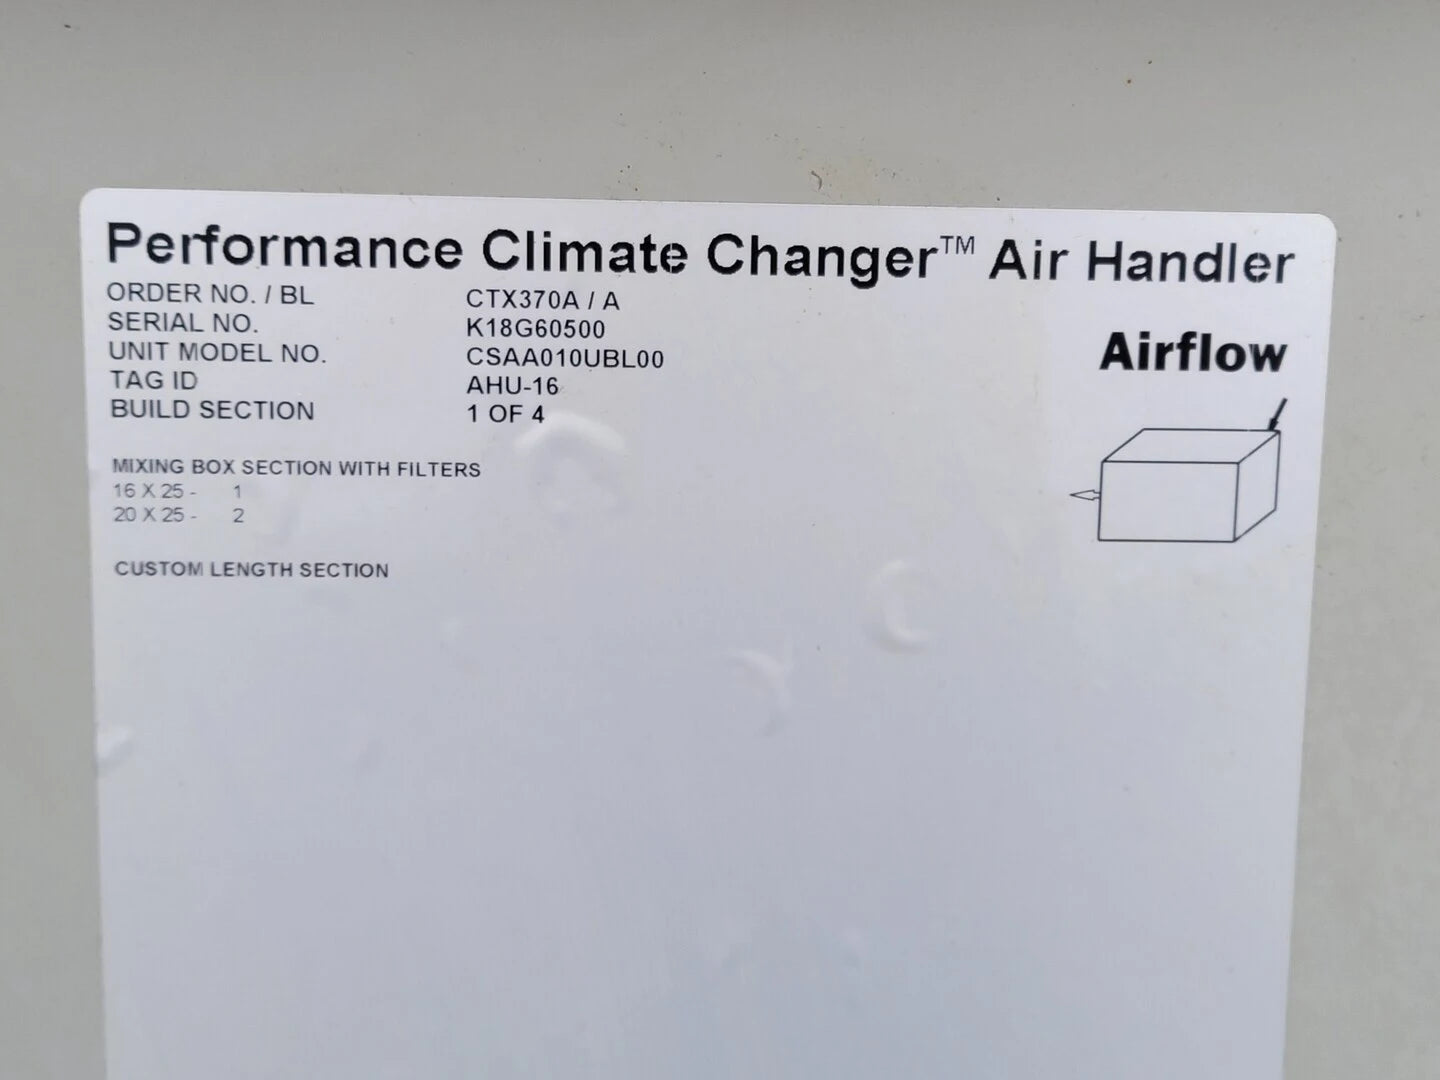 Performance Climate Changer™ Air Handler
ORDER NO. / BL CTX370A / A
SERIAL NO. K18G60500
UNIT MODEL NO. CSAA010UBL00
TAG ID AHU-16
BUILD SECTION 1 OF 4
Airflow
MIXING BOX SECTION WITH FILTERS
16 X 25 - 1
20 X 25 - 2
CUSTOM LENGTH SECTION